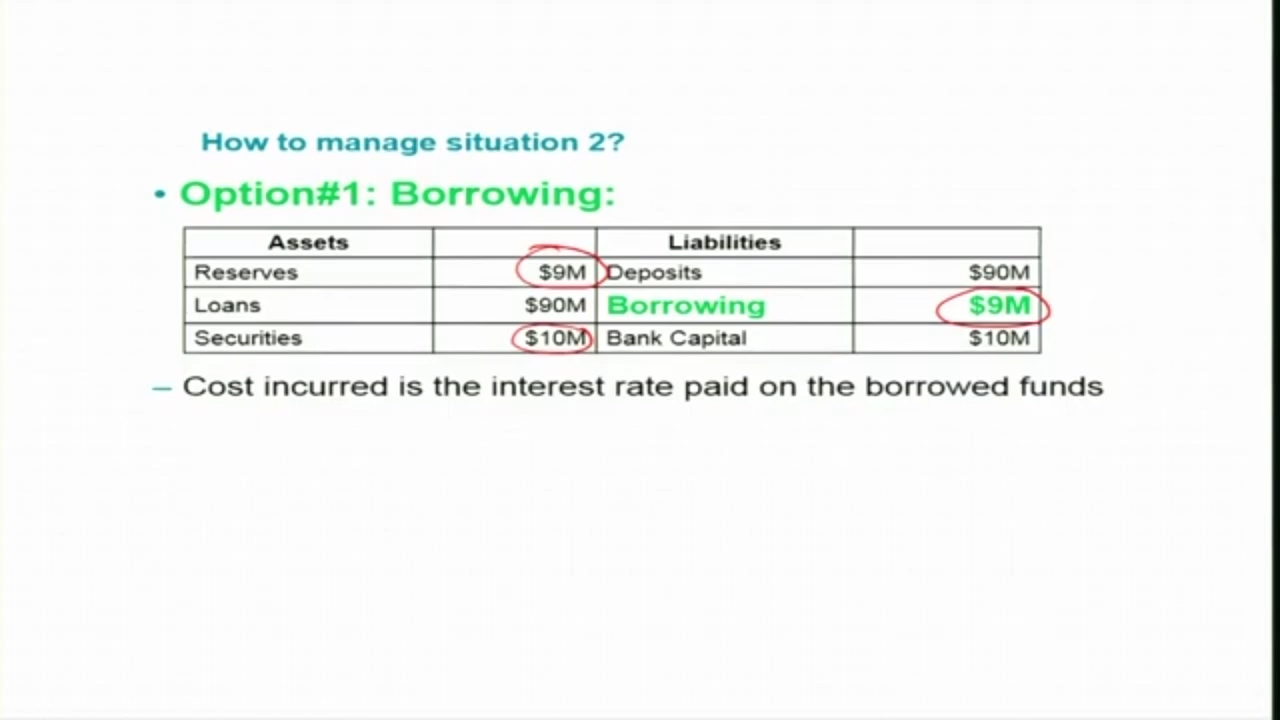 How to manage situation 2?
• Option#1: Borrowing:
Assets Liabilities
Reserves $9M Deposits $90M
Loans $90M Borrowing $9M
Securities $10M Bank Capital $10M
– Cost incurred is the interest rate paid on the borrowed funds